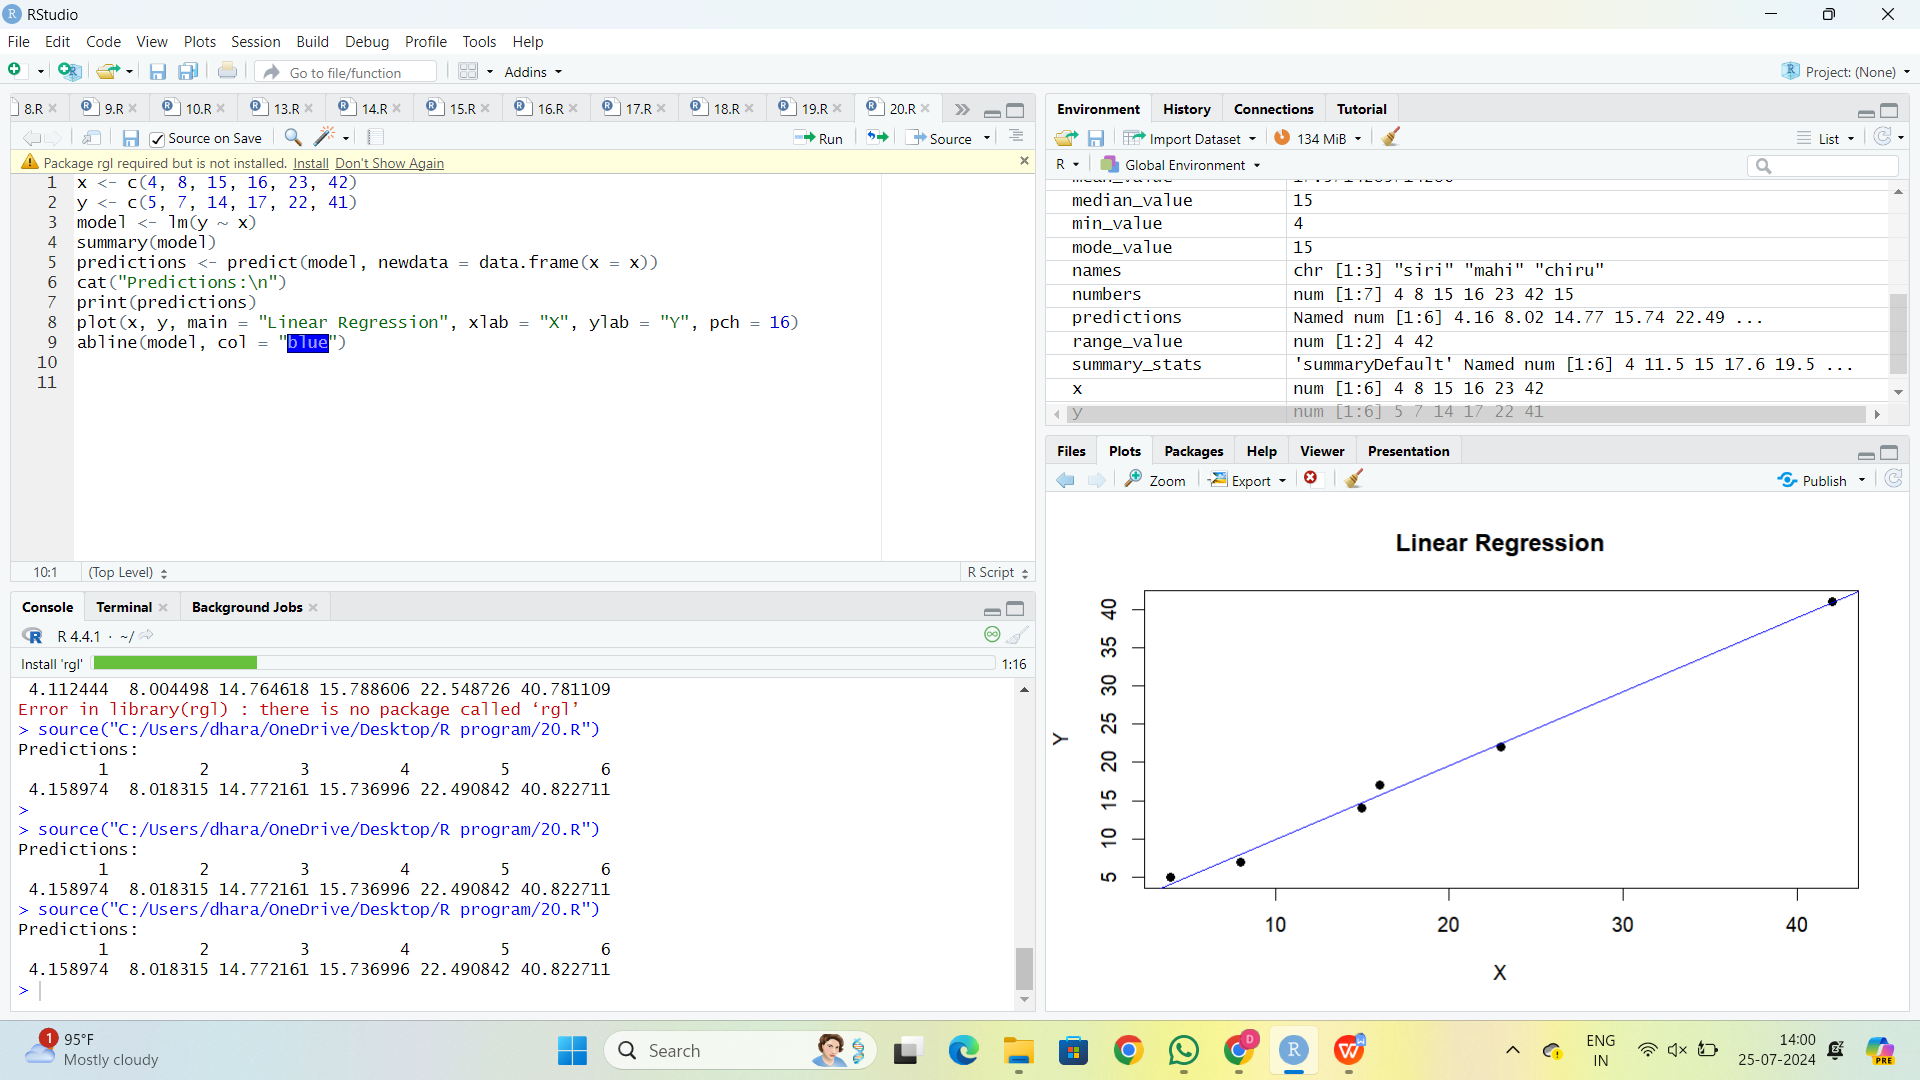 RStudio
File Edit Code View Plots Session Build Debug Profile Tools Help
Go to file/function Addins Project: (None)
8.R 9.R 10.R 13.R 14.R 15.R 16.R 17.R 18.R 19.R 20.R
Source on Save Run Source
Package rgl required but is not installed. Install Don't Show Again
1 x <- c(4, 8, 15, 16, 23, 42)
2 y <- c(5, 7, 14, 17, 22, 41)
3 model <- lm(y ~ x)
4 summary(model)
5 predictions <- predict(model, newdata = data.frame(x = x))
6 cat("Predictions:\n")
7 print(predictions)
8 plot(x, y, main = "Linear Regression", xlab = "X", ylab = "Y", pch = 16)
9 abline(model, col = "blue")
10
11
10:1 (Top Level) R Script
Console Terminal Background Jobs
R 4.4.1 · ~/
Install 'rgl' 1:16
4.112444 8.004498 14.764618 15.788606 22.548726 40.781109
Error in library(rgl) : there is no package called ‘rgl’
> source("C:/Users/dhara/OneDrive/Desktop/R program/20.R")
Predictions:
1 2 3 4 5 6
4.158974 8.018315 14.772161 15.736996 22.490842 40.822711
>
> source("C:/Users/dhara/OneDrive/Desktop/R program/20.R")
Predictions:
1 2 3 4 5 6
4.158974 8.018315 14.772161 15.736996 22.490842 40.822711
> source("C:/Users/dhara/OneDrive/Desktop/R program/20.R")
Predictions:
1 2 3 4 5 6
4.158974 8.018315 14.772161 15.736996 22.490842 40.822711
>
Environment History Connections Tutorial
Import Dataset 134 MiB List
R Global Environment
median_value 15
min_value 4
mode_value 15
names chr [1:3] "siri" "mahi" "chiru"
numbers num [1:7] 4 8 15 16 23 42 15
predictions Named num [1:6] 4.16 8.02 14.77 15.74 22.49 ...
range_value num [1:2] 4 42
summary_stats 'summaryDefault' Named num [1:6] 4 11.5 15 17.6 19.5 ...
x num [1:6] 4 8 15 16 23 42
y num [1:6] 5 7 14 17 22 41
Files Plots Packages Help Viewer Presentation
Zoom Export Publish
Linear Regression
40
35
30
25
20
15
10
5
Y
10 20 30 40
X
1
95°F
Mostly cloudy
Search
D
W
PRE
ENG
IN
14:00
25-07-2024